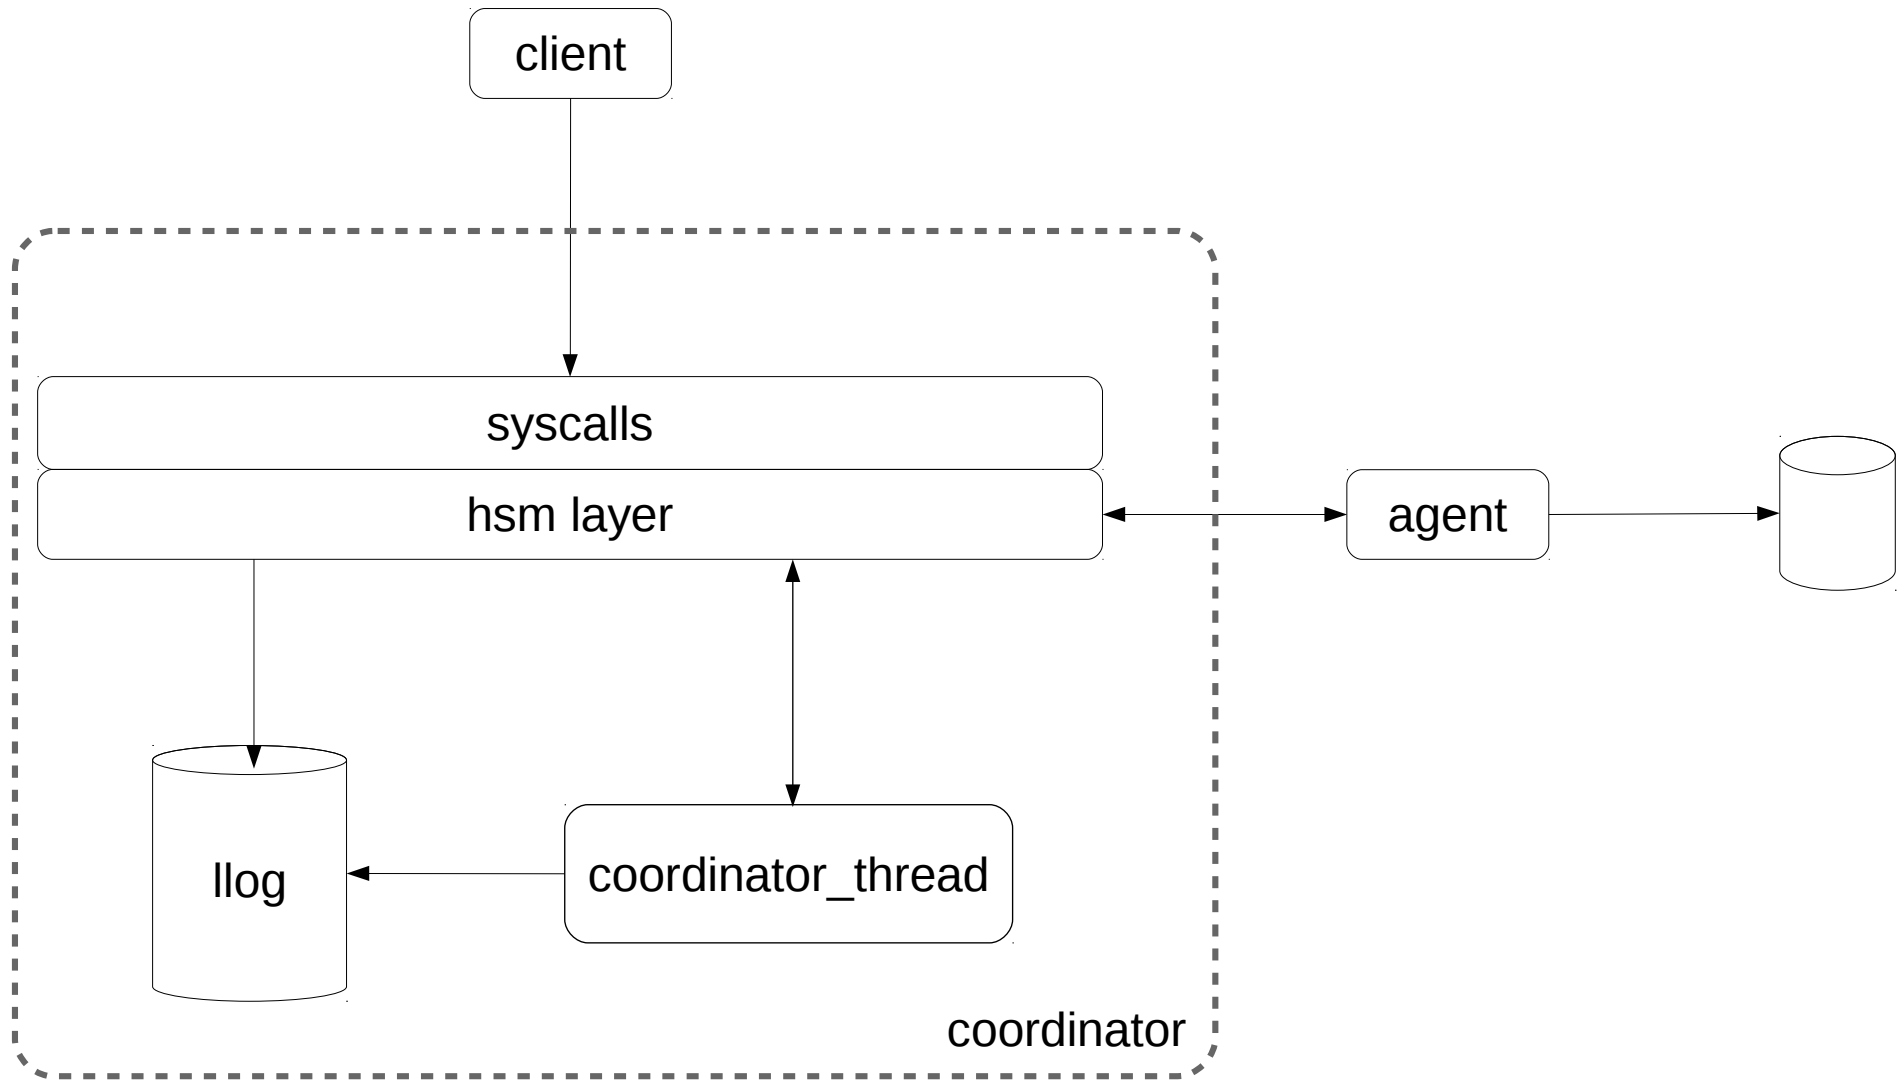 client
syscalls
hsm layer
agent
llog
coordinator_thread
coordinator